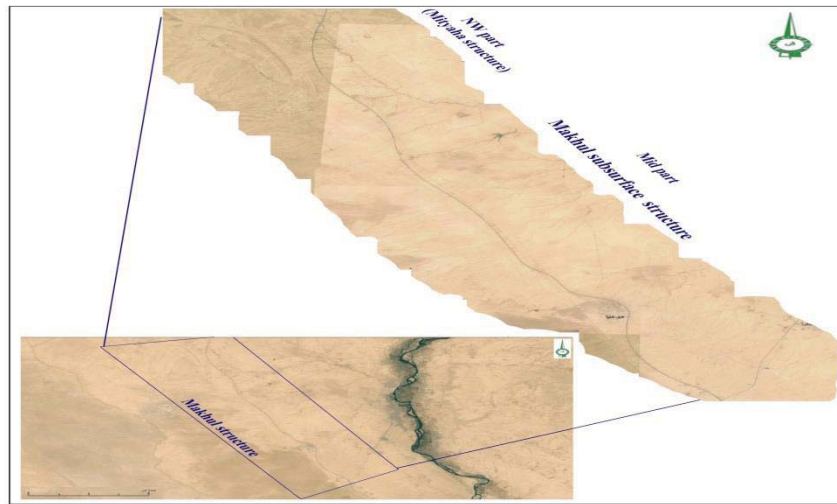 NW part
(Mityaha structure)
Mid part
Makhul subsurface structure
Makhul structure